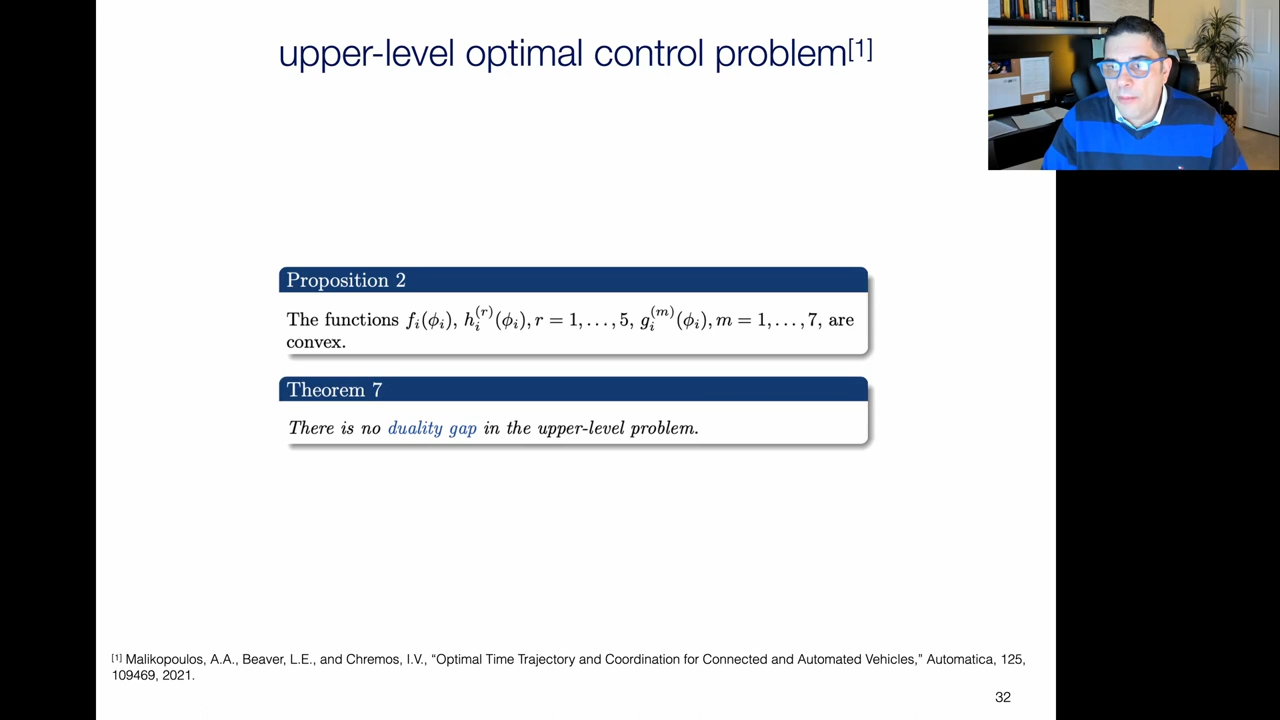 upper-level optimal control problem[1]
Proposition 2
The functions fᵢ(ϕᵢ), hᵢ⁽ʳ⁾(ϕᵢ), r = 1, . . . , 5, gᵢ⁽ᵐ⁾(ϕᵢ), m = 1, . . . , 7, are
convex.
Theorem 7
There is no duality gap in the upper-level problem.
[1] Malikopoulos, A.A., Beaver, L.E., and Chremos, I.V., “Optimal Time Trajectory and Coordination for Connected and Automated Vehicles,” Automatica, 125,
109469, 2021.
32